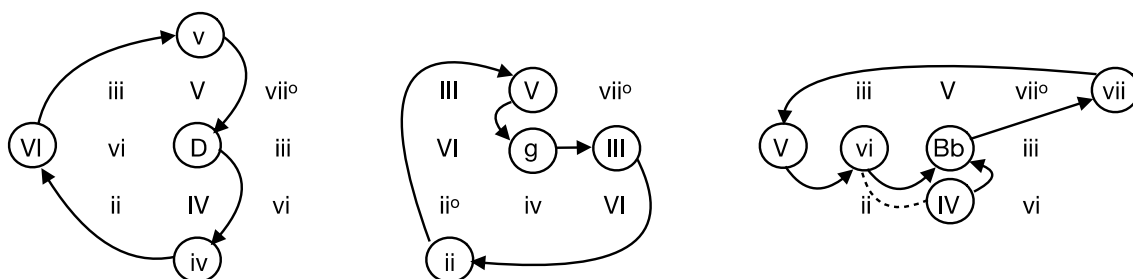 v
iii V viiº
VI vi D iii
ii IV vi
iv
III V viiº
VI g III
iiº iv VI
ii
iii V viiº vii
V vi Bb iii
ii IV vi